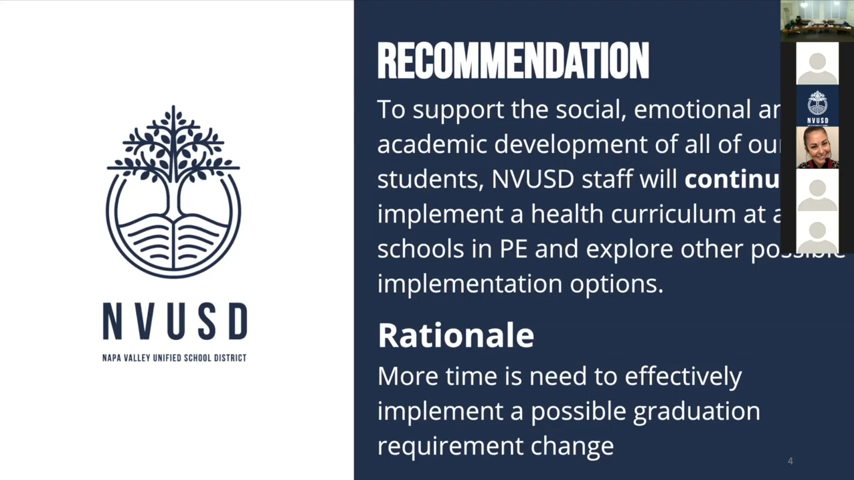 RECOMMENDATION
To support the social, emotional
academic development of all of
students, NVUSD staff will
implement a health curriculum at
schools in PE and explore other possible
implementation options.
Rationale
More time is need to effectively
implement a possible graduation
requirement change
4
NVUSD
NAPA VALLEY UNIFIED SCHOOL DISTRICT
NVUSD